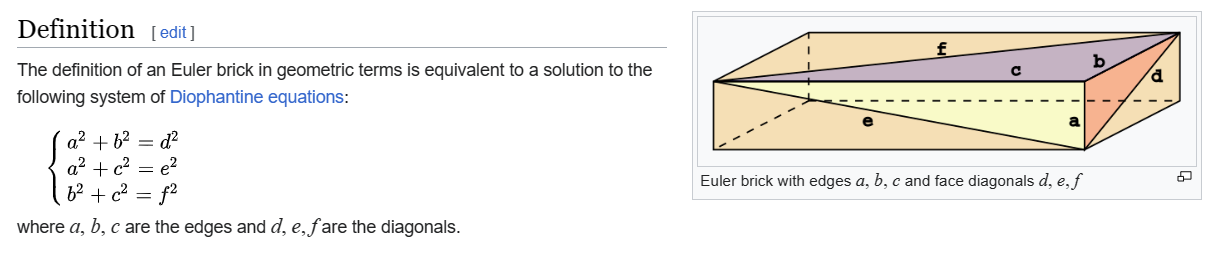 Definition [ edit ]
The definition of an Euler brick in geometric terms is equivalent to a solution to the
following system of Diophantine equations:
a² + b² = d²
a² + c² = e²
b² + c² = f²
where a, b, c are the edges and d, e, f are the diagonals.
f
b
c
d
a
e
Euler brick with edges a, b, c and face diagonals d, e, f